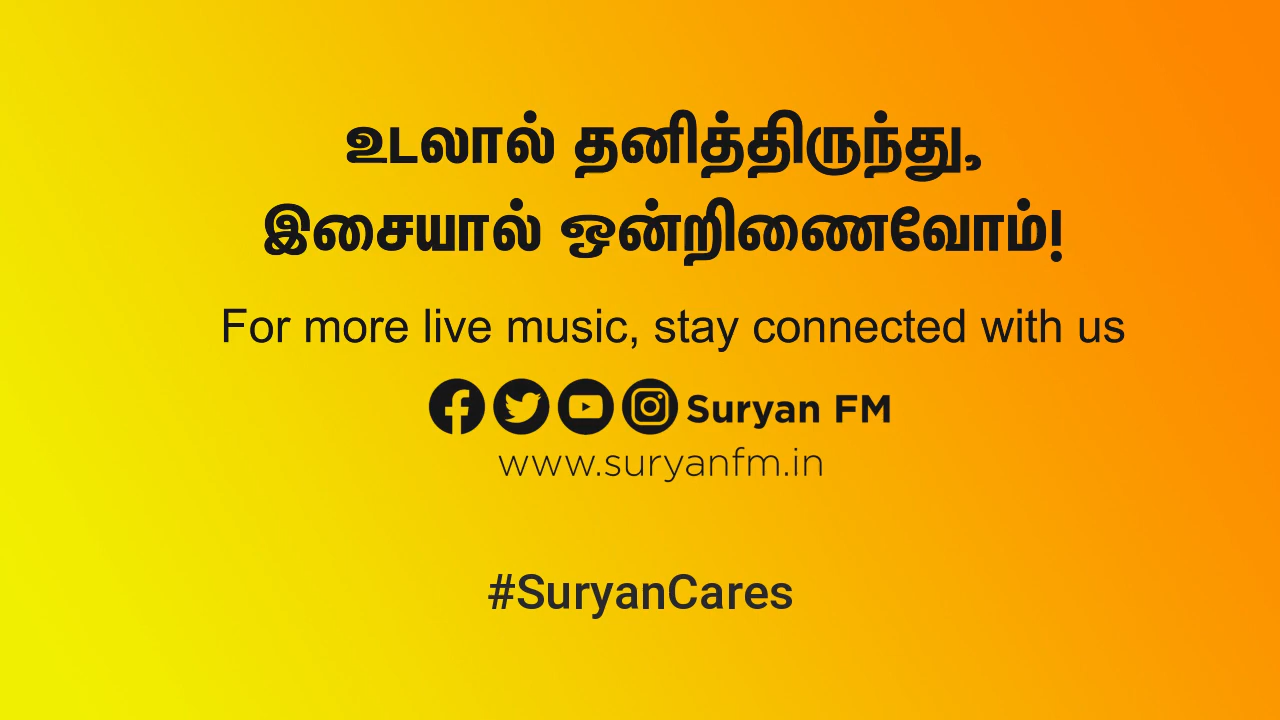 உடலால் தனித்திருந்து,
இசையால் ஒன்றிணைவோம்!
For more live music, stay connected with us
Suryan FM
www.suryanfm.in
#SuryanCares